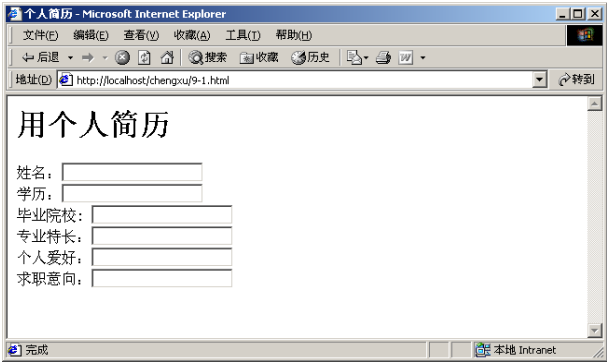 个人简历 - Microsoft Internet Explorer
文件(F) 编辑(E) 查看(V) 收藏(A) 工具(T) 帮助(H)
后退 搜索 收藏 历史
地址(D) http://localhost/chengxu/9-1.html 转到
用个人简历
姓名：
学历：
毕业院校：
专业特长：
个人爱好：
求职意向：
完成 本地 Intranet